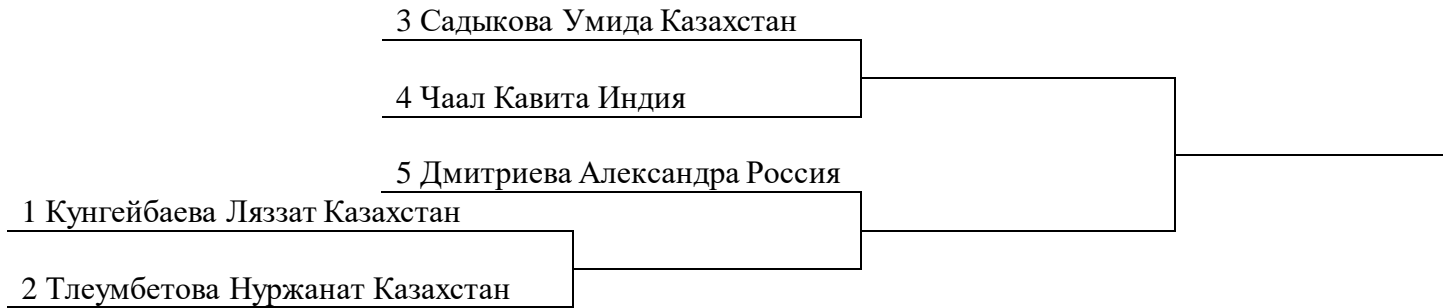 3 Садыкова Умида Казахстан
4 Чаал Кавита Индия
5 Дмитриева Александра Россия
1 Кунгейбаева Ляззат Казахстан
2 Тлеумбетова Нуржанат Казахстан